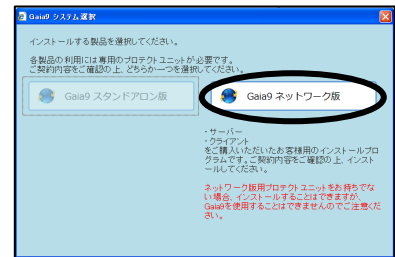 Gaia9 システム選択
インストールする製品を選択してください。
各製品の利用には専用のプロテクトユニットが必要です。
ご契約内容をご確認の上、どちらか一つを選択してください。
Gaia9 スタンドアロン版
Gaia9 ネットワーク版
・サーバー
・クライアント
をご購入いただいたお客様用のインストールプロ
グラムです。ご契約内容をご確認の上、インスト
ールしてください。
ネットワーク版用プロテクトユニットをお持ちでな
い場合、インストールすることはできますが、
Gaia9を使用することはできませんのでご注意くだ
さい。